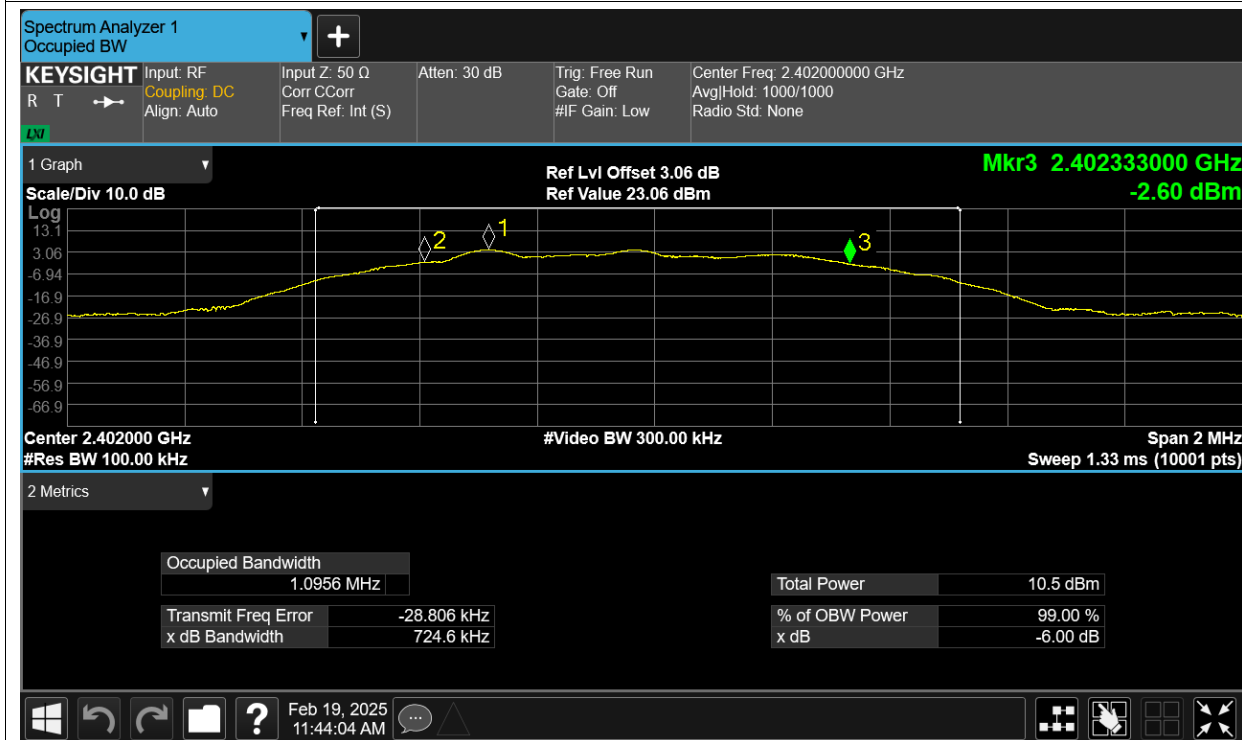 Spectrum Analyzer 1
Occupied BW
+
KEYSIGHT
R T
LXI
Input: RF
Coupling: DC
Align: Auto
Input Z: 50 Ω
Corr CCorr
Freq Ref: Int (S)
Atten: 30 dB
Trig: Free Run
Gate: Off
#IF Gain: Low
Center Freq: 2.402000000 GHz
Avg|Hold: 1000/1000
Radio Std: None
1 Graph
Scale/Div 10.0 dB
Ref Lvl Offset 3.06 dB
Ref Value 23.06 dBm
Mkr3 2.402333000 GHz
-2.60 dBm
Log
13.1
3.06
-6.94
-16.9
-26.9
-36.9
-46.9
-56.9
-66.9
2
1
3
Center 2.402000 GHz
#Res BW 100.00 kHz
#Video BW 300.00 kHz
Span 2 MHz
Sweep 1.33 ms (10001 pts)
2 Metrics
Occupied Bandwidth
1.0956 MHz
Transmit Freq Error -28.806 kHz
x dB Bandwidth 724.6 kHz
Total Power 10.5 dBm
% of OBW Power 99.00 %
x dB -6.00 dB
?
Feb 19, 2025
11:44:04 AM